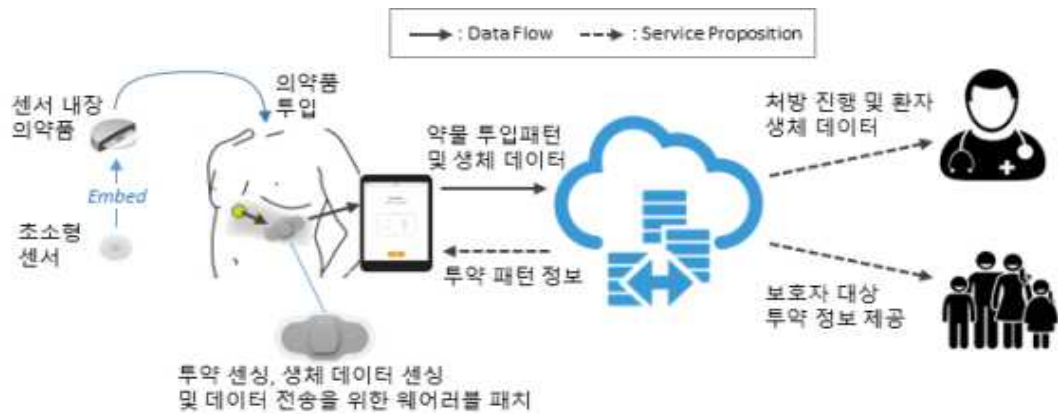 : Data Flow
: Service Proposition
센서 내장
의약품
의약품
투입
Embed
초소형
센서
약물 투입패턴
및 생체 데이터
투약 패턴 정보
처방 진행 및 환자
생체 데이터
보호자 대상
투약 정보 제공
투약 센싱, 생체 데이터 센싱
및 데이터 전송을 위한 웨어러블 패치